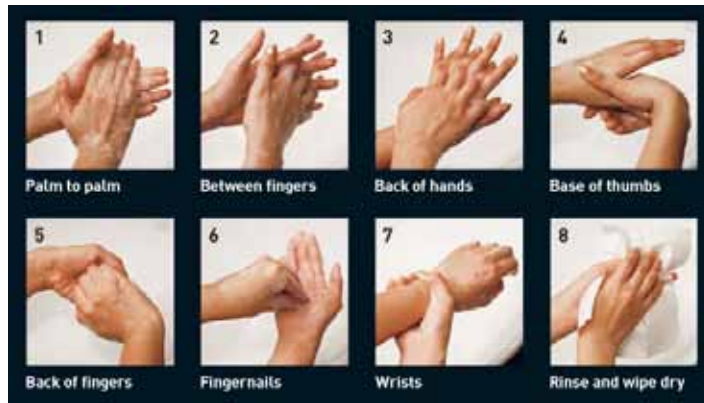 1
2
3
4
Palm to palm
Between fingers
Back of hands
Base of thumbs
5
6
7
8
Back of fingers
Fingernails
Wrists
Rinse and wipe dry